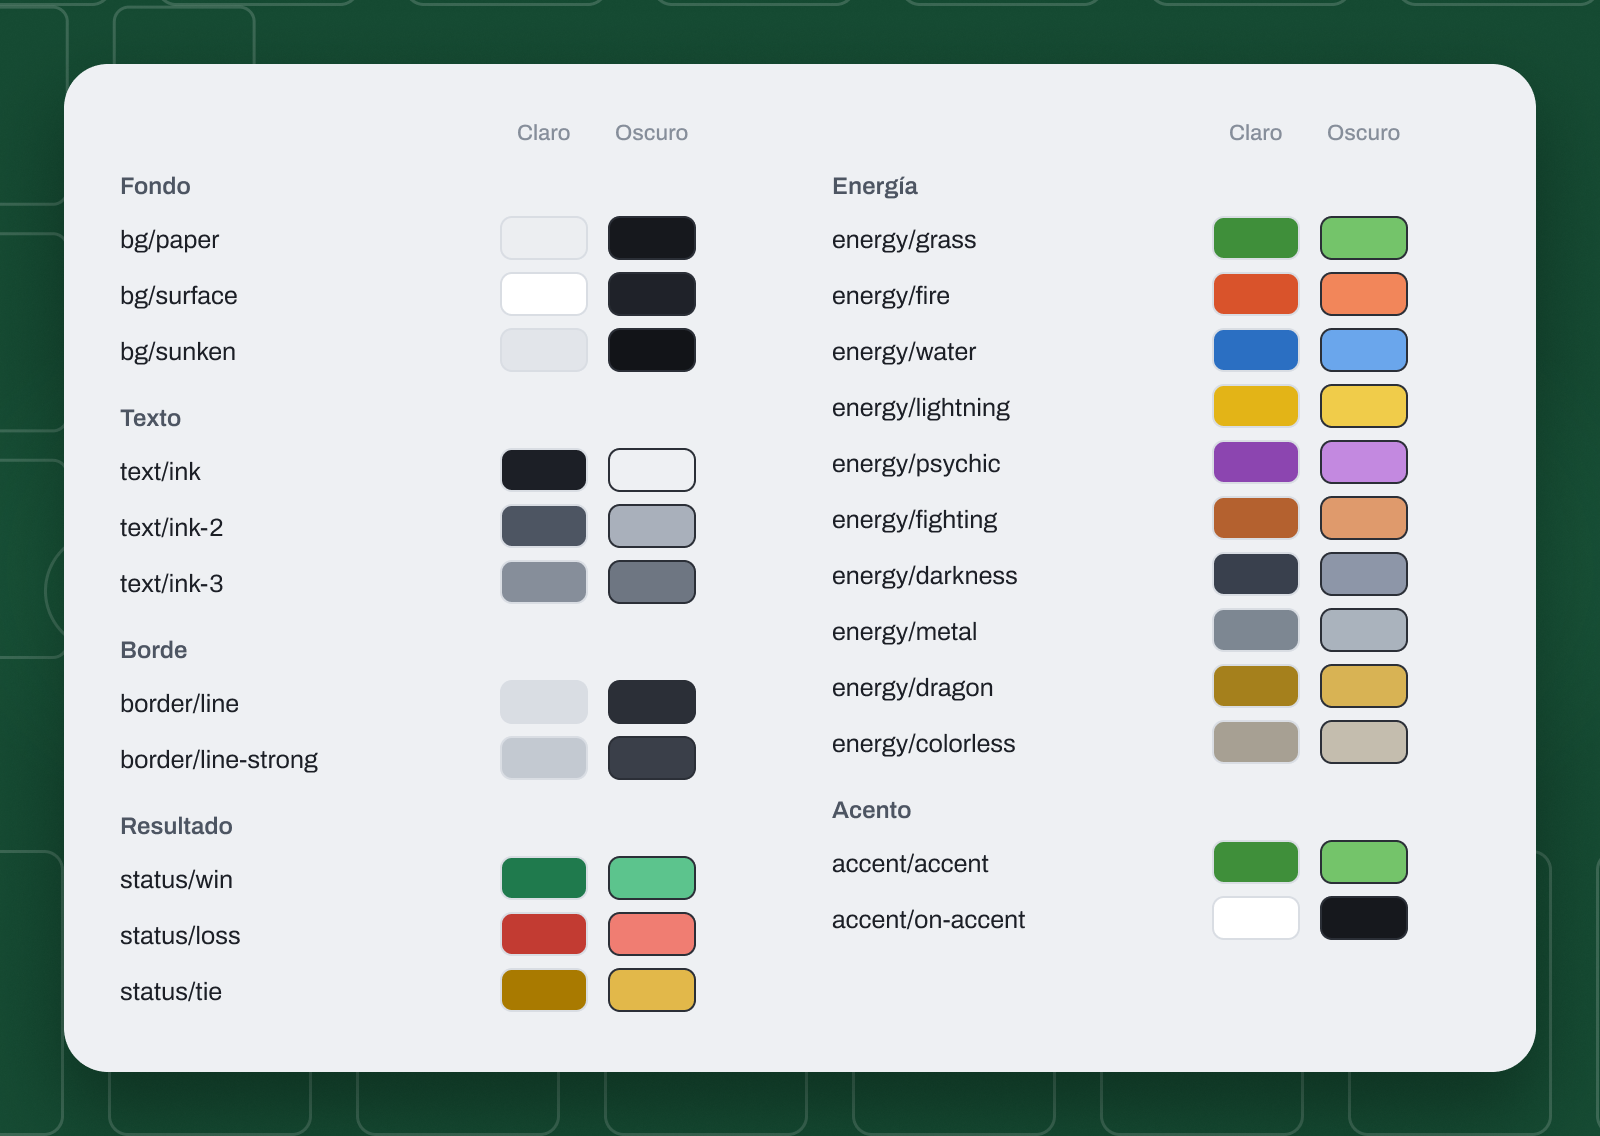 Claro Oscuro
Fondo
bg/paper
bg/surface
bg/sunken
Texto
text/ink
text/ink-2
text/ink-3
Borde
border/line
border/line-strong
Resultado
status/win
status/loss
status/tie
Claro Oscuro
Energía
energy/grass
energy/fire
energy/water
energy/lightning
energy/psychic
energy/fighting
energy/darkness
energy/metal
energy/dragon
energy/colorless
Acento
accent/accent
accent/on-accent